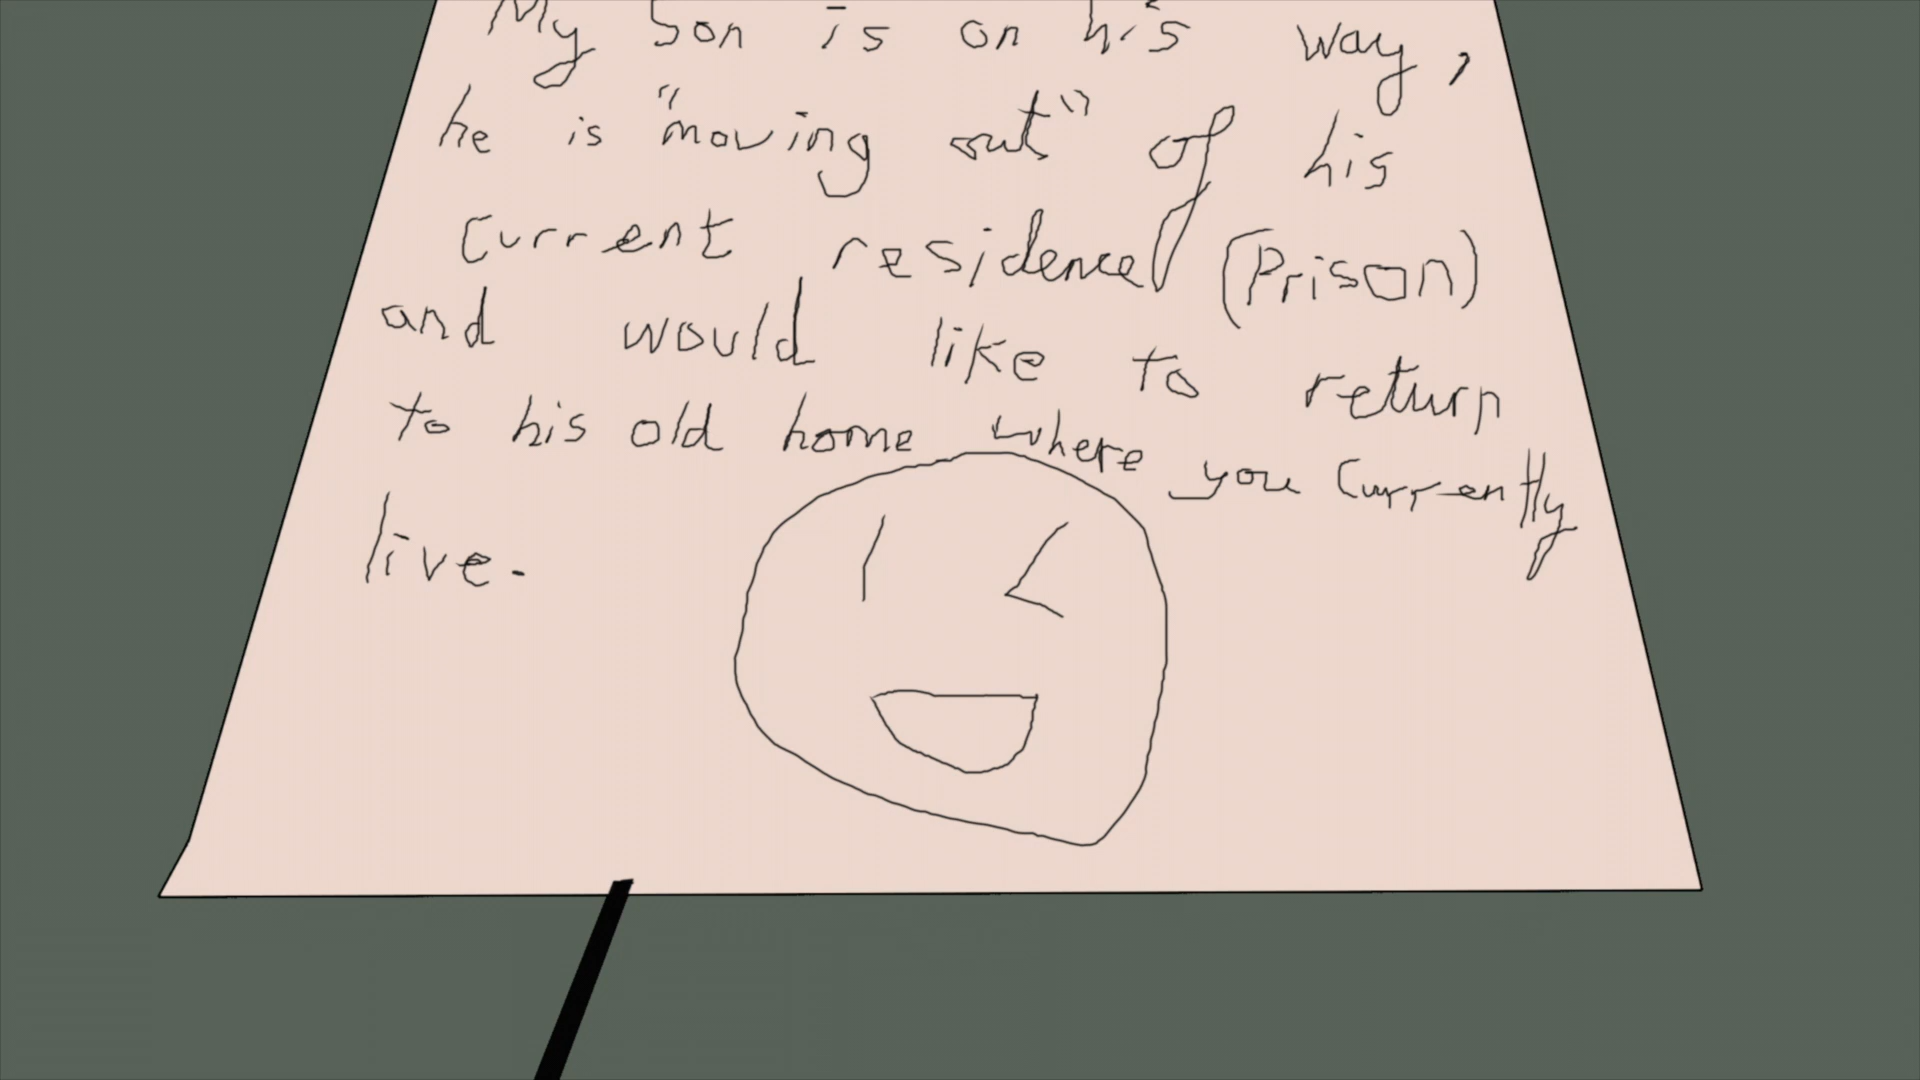 My Son is on his way,
he is "moving out" of his
current residence (Prison)
and would like to return
to his old home where you currently
live.